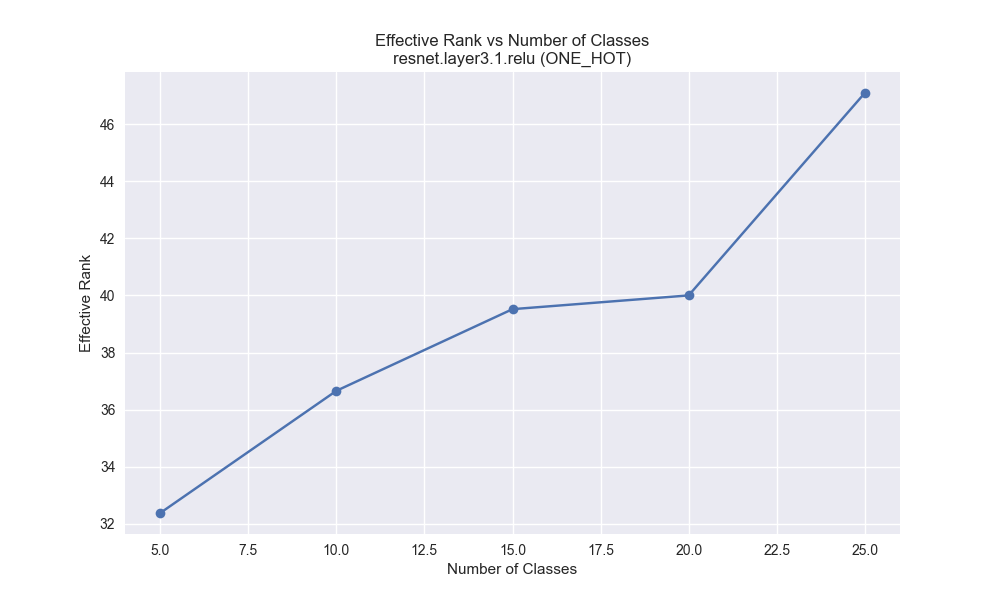 Effective Rank vs Number of Classes
resnet.layer3.1.relu (ONE_HOT)
Effective Rank
46
44
42
40
38
36
34
32
5.0 7.5 10.0 12.5 15.0 17.5 20.0 22.5 25.0
Number of Classes